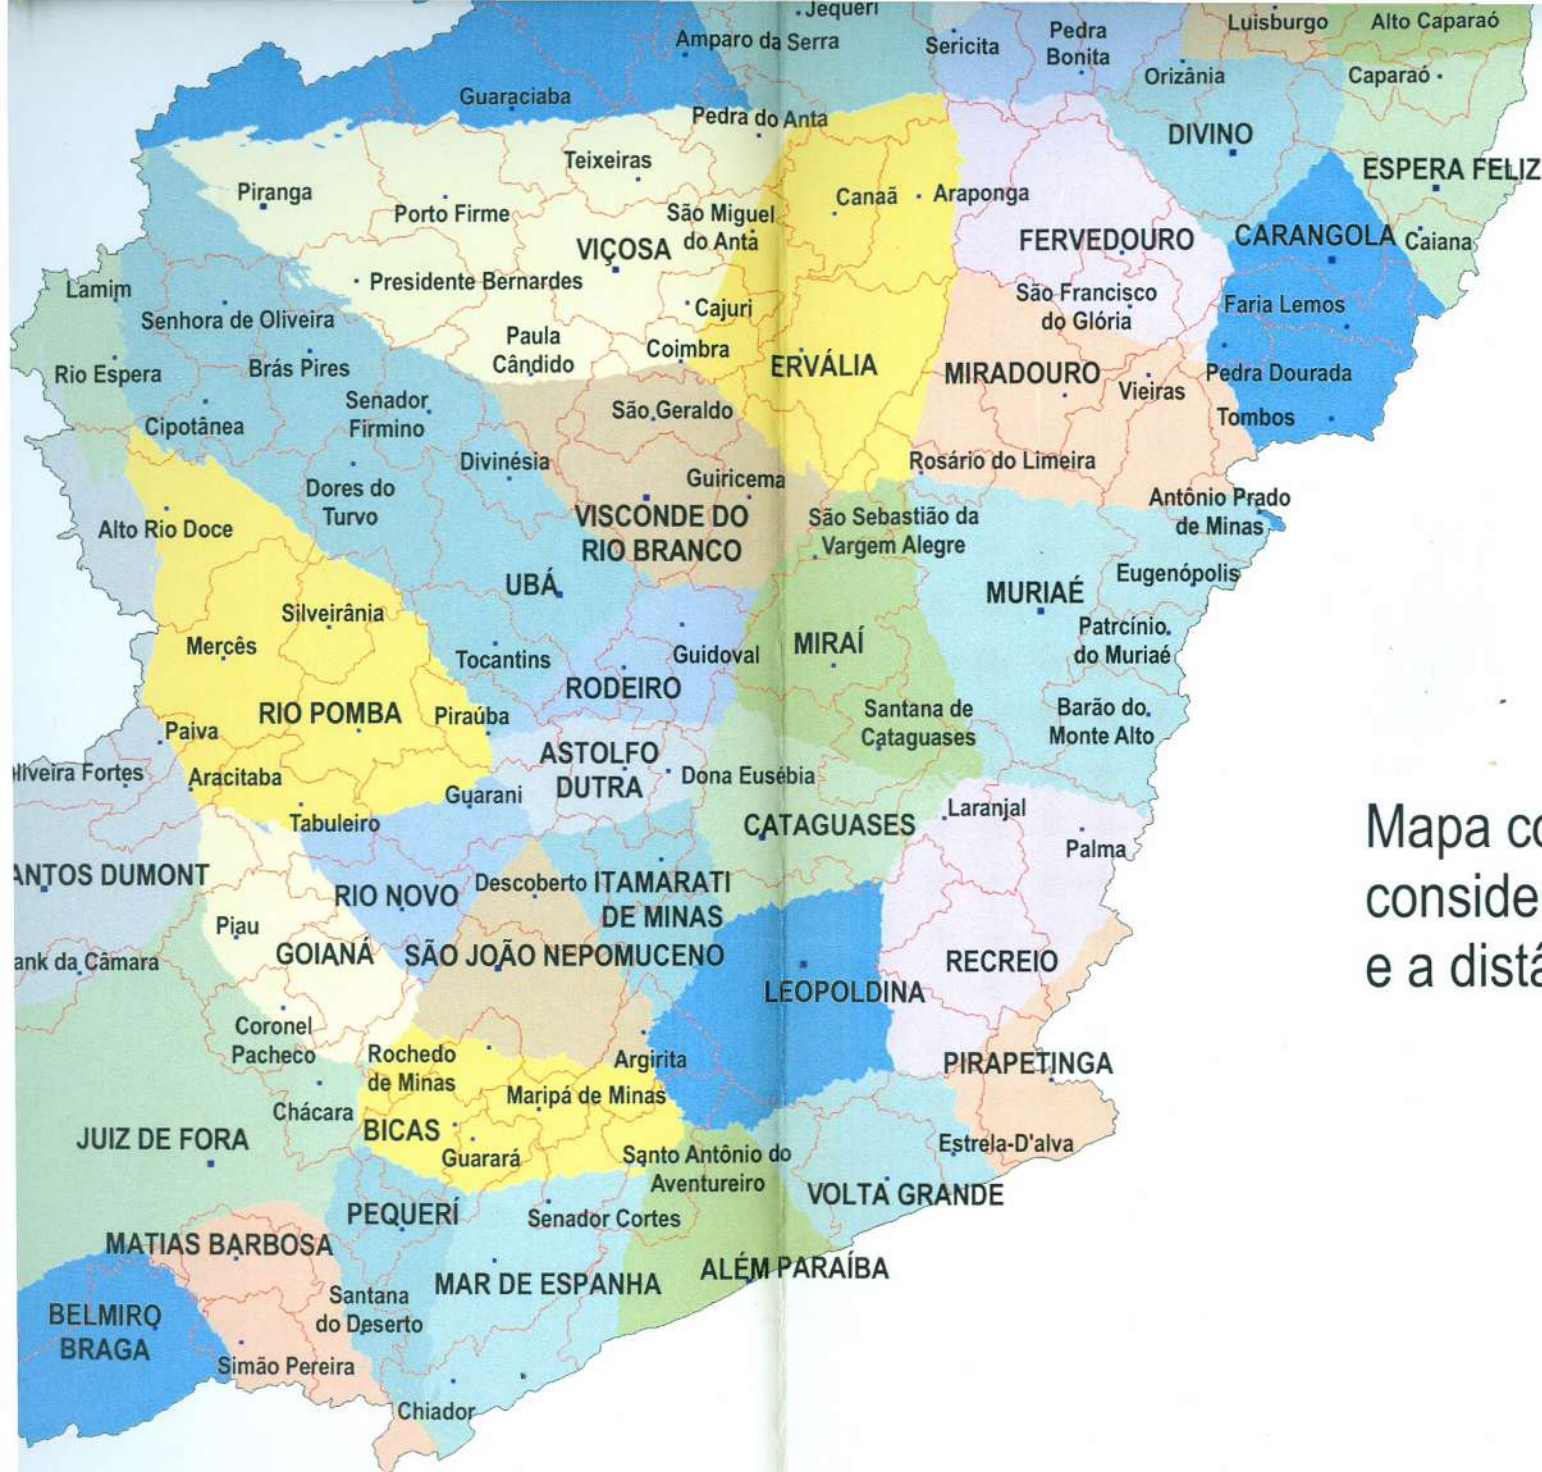 Jequeri
Luisburgo
Alto Caparaó
Amparo da Serra
Sericita
Pedra
Bonita
Orizânia
Caparaó
Guaraciaba
Pedra do Anta
DIVINO
Teixeiras
ESPERA FELIZ
Piranga
Porto Firme
São Miguel
do Anta
Canaã
Araponga
VIÇOSA
FERVEDOURO
CARANGOLA
Caiana
Lamim
Presidente Bernardes
Senhora de Oliveira
Cajuri
São Francisco
do Glória
Faria Lemos
Paula
Cândido
Coimbra
Rio Espera
Brás Pires
ERVÁLIA
MIRADOURO
Vieiras
Pedra Dourada
Senador
Firmino
São Geraldo
Tombos
Cipotânea
Divinésia
Rosário do Limeira
Dores do
Turvo
Guiricema
Antônio Prado
de Minas
Alto Rio Doce
VISCONDE DO
RIO BRANCO
São Sebastião da
Vargem Alegre
UBÁ
MURIAÉ
Eugenópolis
Silveirânia
Mercês
Tocantins
Guidoval
MIRAÍ
Patrcínio
do Muriaé
RODEIRO
RIO POMBA
Piraúba
Santana de
Cataguases
Barão do
Monte Alto
Paiva
ASTOLFO
DUTRA
Dona Eusébia
liveira Fortes
Aracitaba
Guarani
Tabuleiro
CATAGUASES
Laranjal
Palma
Mapa co
conside
e a distâ
ANTOS DUMONT
RIO NOVO
Descoberto
ITAMARATI
DE MINAS
Piau
GOIANÁ
SÃO JOÃO NEPOMUCENO
RECREIO
ank da Câmara
LEOPOLDINA
Coronel
Pacheco
Rochedo
de Minas
Argirita
PIRAPETINGA
Maripá de Minas
Chácara
BICAS
JUIZ DE FORA
Guarará
Santo Antônio do
Aventureiro
Estrela-D'alva
VOLTA GRANDE
PEQUERÍ
Senador Cortes
MATIAS BARBOSA
MAR DE ESPANHA
ALÉM PARAÍBA
Santana
do Deserto
BELMIRO
BRAGA
Simão Pereira
Chiador